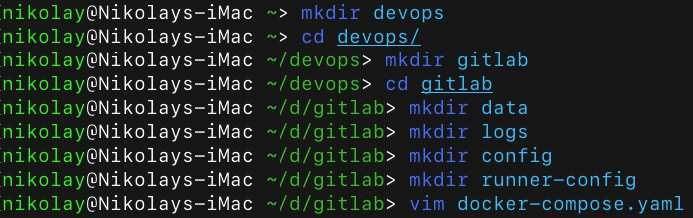 nikolay@Nikolays-iMac ~> mkdir devops
nikolay@Nikolays-iMac ~> cd devops/
nikolay@Nikolays-iMac ~/devops> mkdir gitlab
nikolay@Nikolays-iMac ~/devops> cd gitlab
nikolay@Nikolays-iMac ~/d/gitlab> mkdir data
nikolay@Nikolays-iMac ~/d/gitlab> mkdir logs
nikolay@Nikolays-iMac ~/d/gitlab> mkdir config
nikolay@Nikolays-iMac ~/d/gitlab> mkdir runner-config
nikolay@Nikolays-iMac ~/d/gitlab> vim docker-compose.yaml